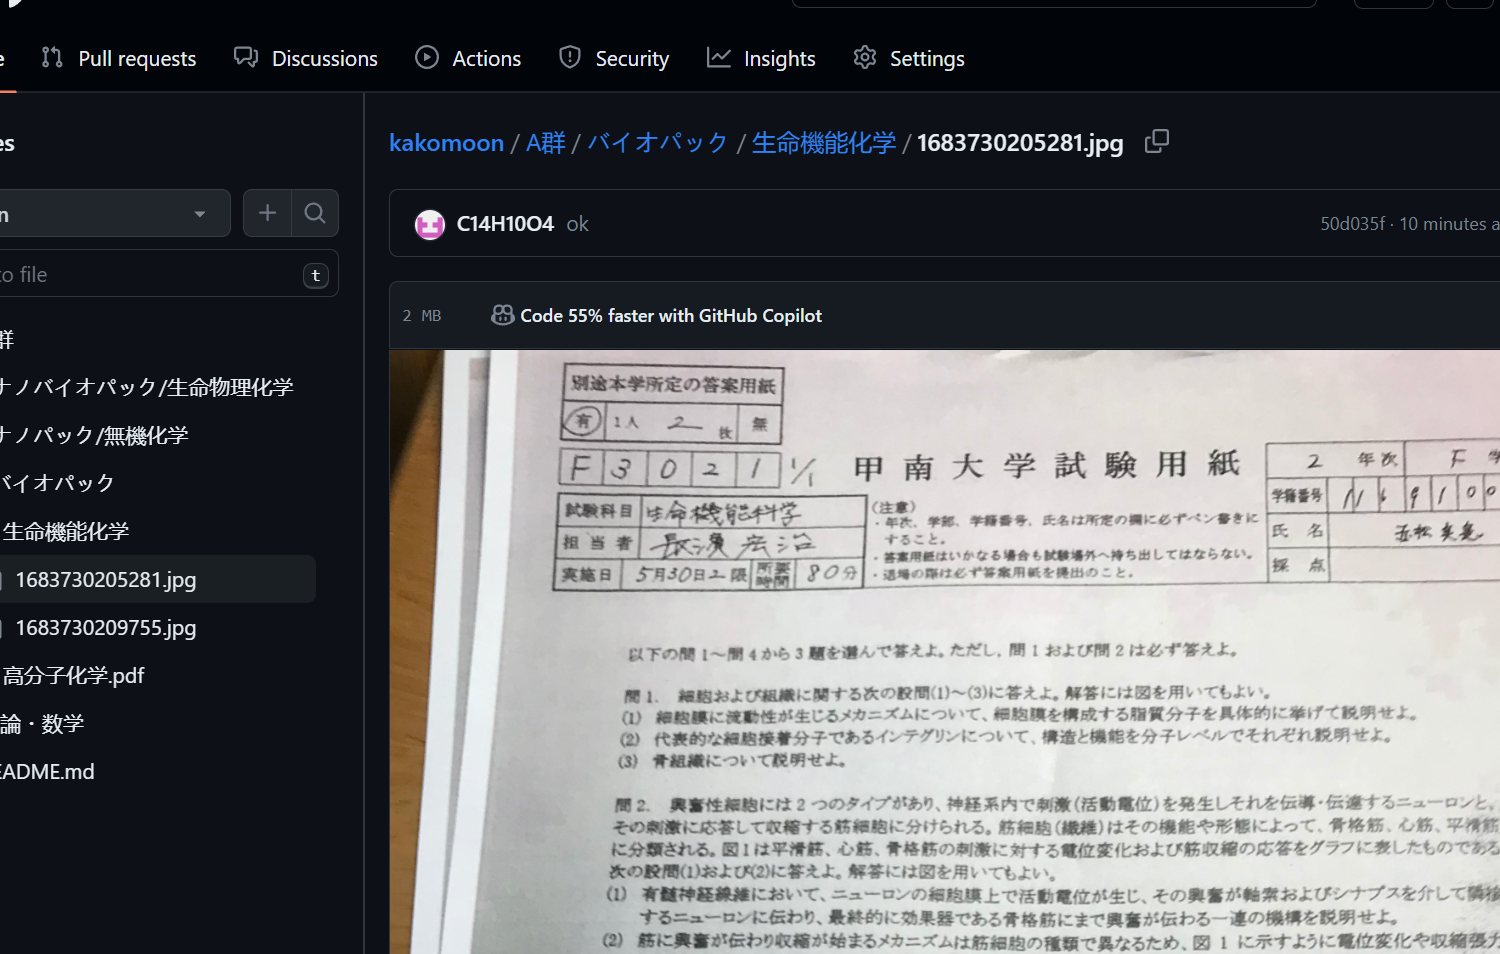 Pull requests Discussions Actions Security Insights Settings
kakomoon / A群 / バイオパック / 生命機能化学 / 1683730205281.jpg
C14H10O4 ok 50d035f · 10 minutes a
to file t
2 MB Code 55% faster with GitHub Copilot
群
ナノバイオパック/生命物理化学
ナノパック/無機化学
バイオパック
生命機能化学
1683730205281.jpg
1683730209755.jpg
高分子化学.pdf
論・数学
EADME.md
別途本学所定の答案用紙
有 1人 2 枚 無
F3021 1/1
甲南大学試験用紙
試験科目 生命機能科学
担当者 長濱宏治
実施日 5月30日2限 所要時間 80分
(注意)
・年次、学部、学籍番号、氏名は所定の欄に必ずペン書きに
すること。
・答案用紙はいかなる場合も試験場外へ持ち出してはならない。
・退場の際は必ず答案用紙を提出のこと。
2 年次 F 学
学籍番号
氏 名
採 点
以下の問1～問4から3題を選んで答えよ。ただし、問1および問2は必ず答えよ。
問1. 細胞および組織に関する次の設問(1)～(3)に答えよ。解答には図を用いてもよい。
(1) 細胞膜に流動性が生じるメカニズムについて、細胞膜を構成する脂質分子を具体的に挙げて説明せよ。
(2) 代表的な細胞接着分子であるインテグリンについて、構造と機能を分子レベルでそれぞれ説明せよ。
(3) 骨組織について説明せよ。
問2. 興奮性細胞には2つのタイプがあり、神経系内で刺激(活動電位)を発生しそれを伝導・伝達するニューロンと、
その刺激に応答して収縮する筋細胞に分けられる。筋細胞(繊維)はその機能や形態によって、骨格筋、心筋、平滑筋
に分類される。図1は平滑筋、心筋、骨格筋の刺激に対する電位変化および筋収縮の応答をグラフに表したものである
次の設問(1)および(2)に答えよ。解答には図を用いてもよい。
(1) 有髄神経線維において、ニューロンの細胞膜上で活動電位が生じ、その興奮が軸索およびシナプスを介して隣接
するニューロンに伝わり、最終的に効果器である骨格筋にまで興奮が伝わる一連の機構を説明せよ。
(2) 筋に興奮が伝わり収縮が始まるメカニズムは筋細胞の種類で異なるため、図1に示すように電位変化や収縮張力